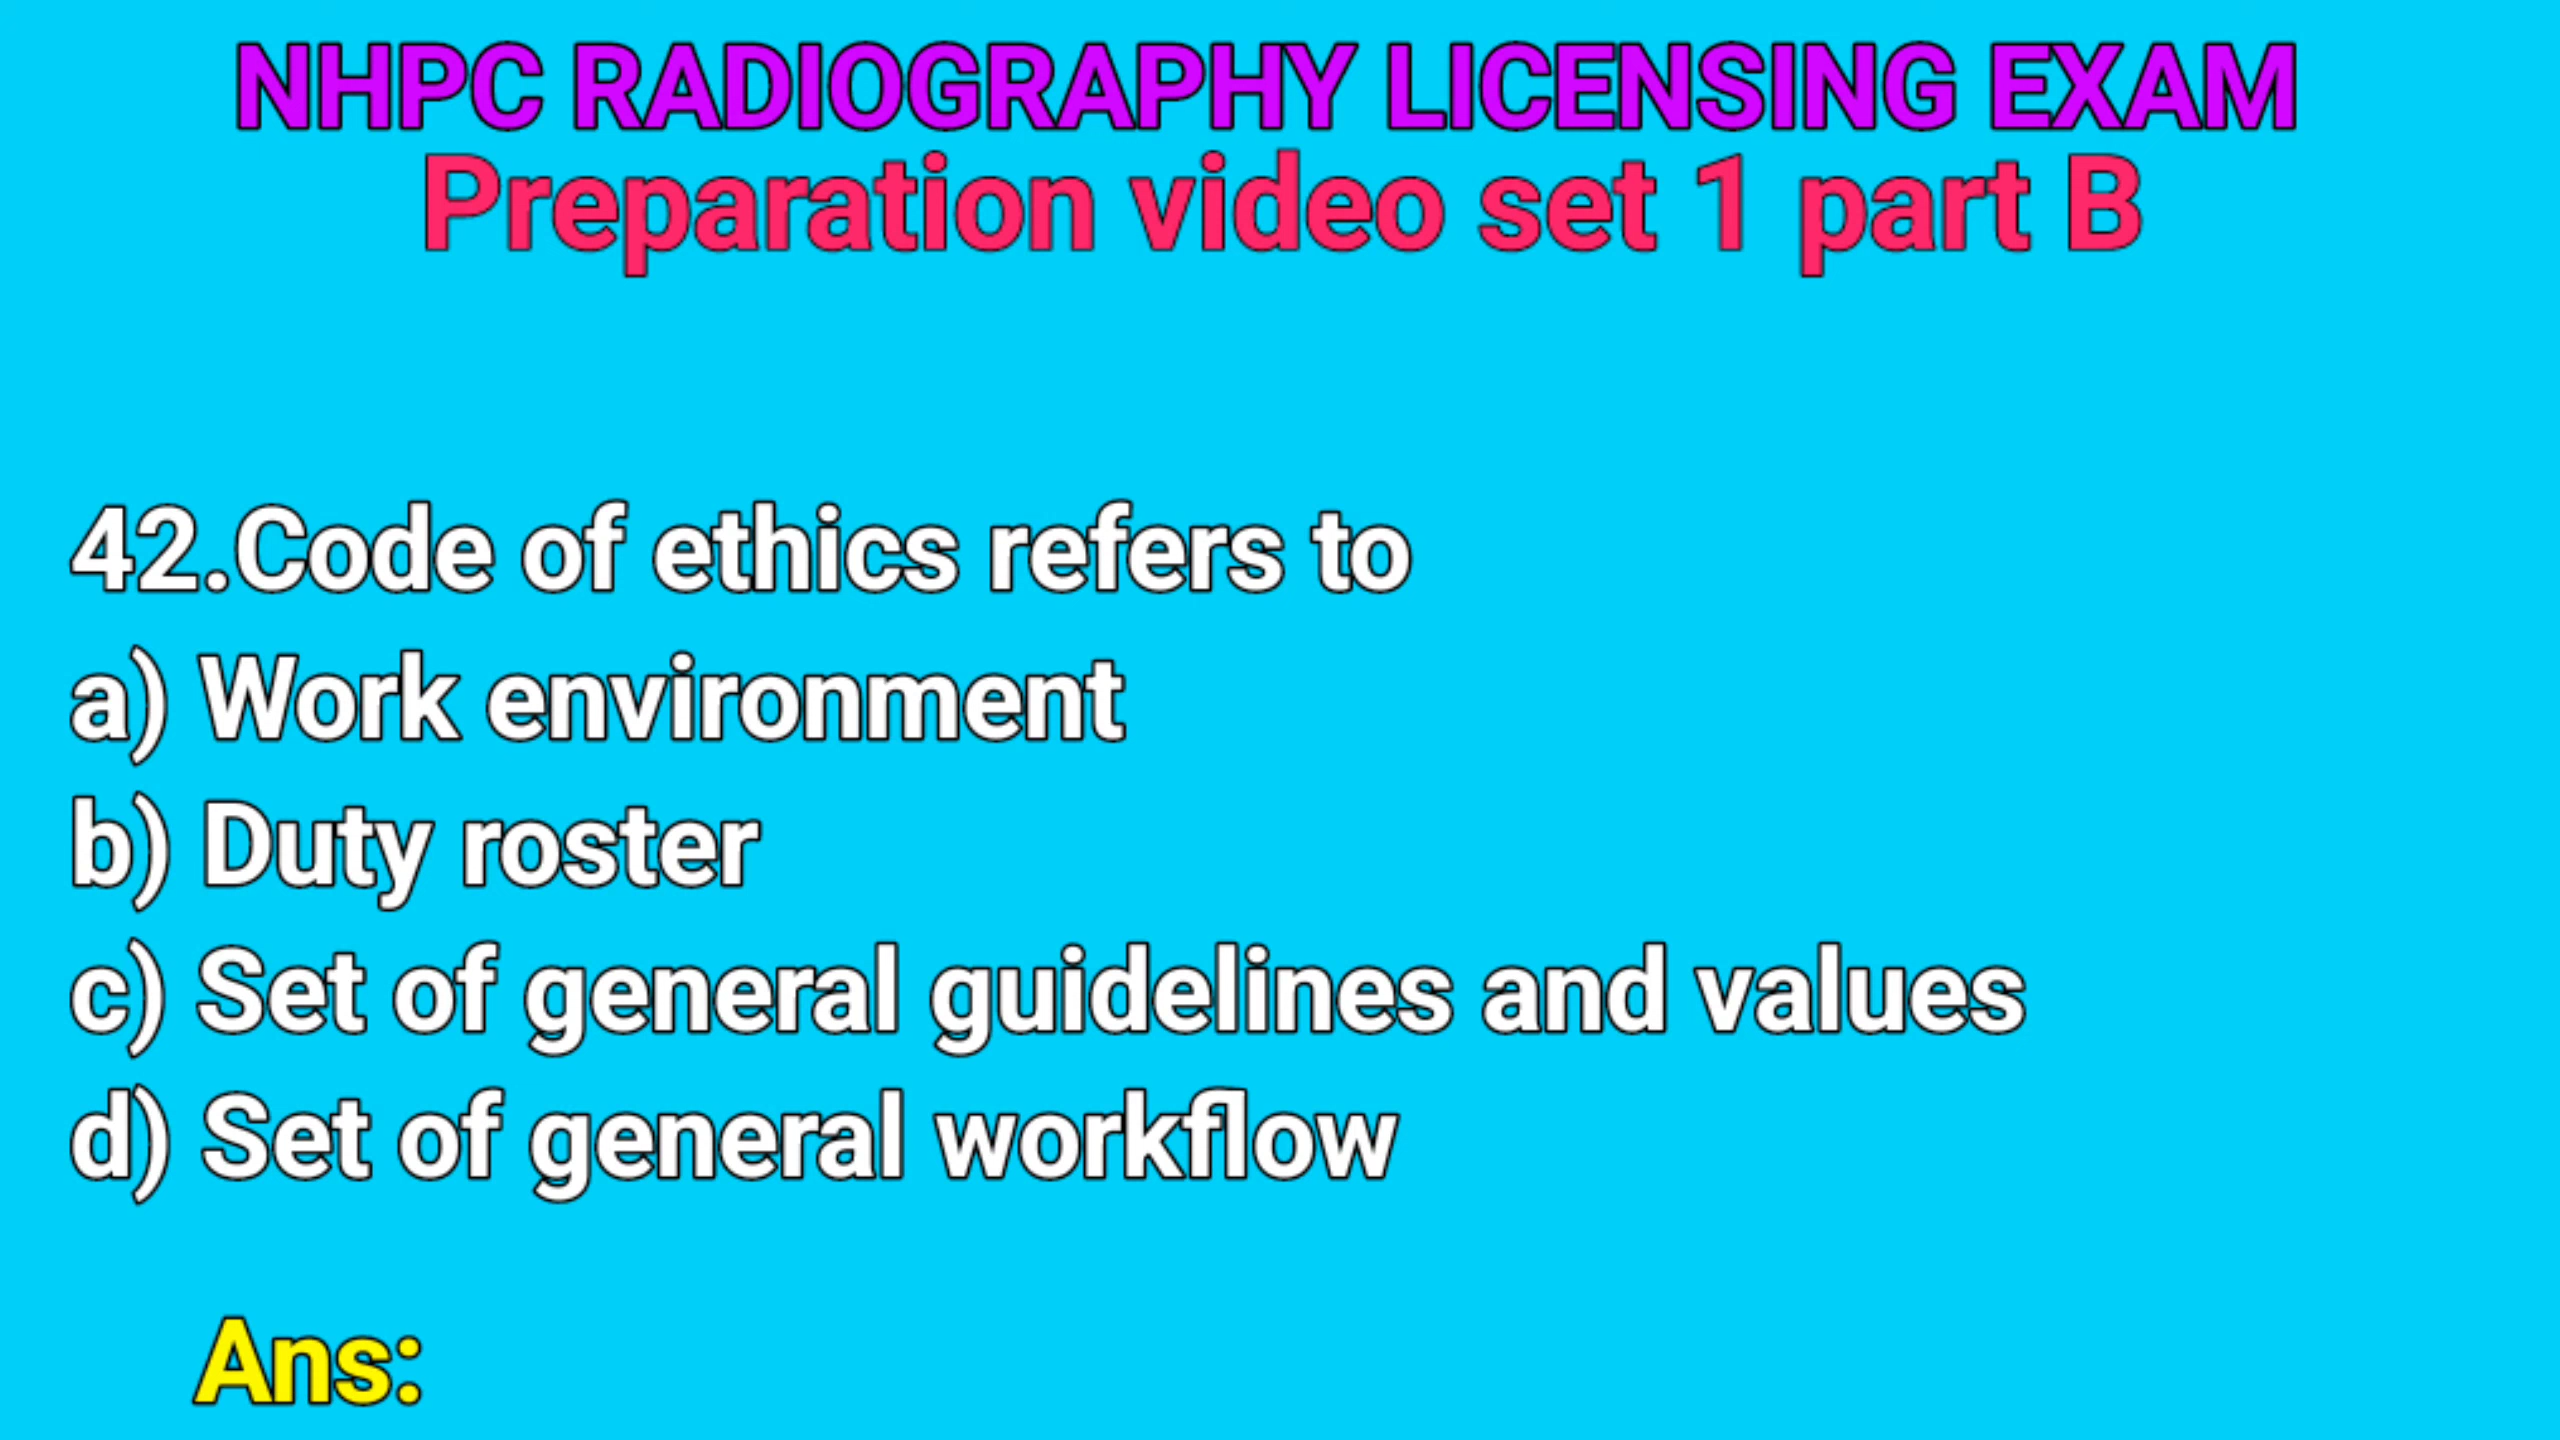 NHPC RADIOGRAPHY LICENSING EXAM
Preparation video set 1 part B
42.Code of ethics refers to
a) Work environment
b) Duty roster
c) Set of general guidelines and values
d) Set of general workflow
Ans: